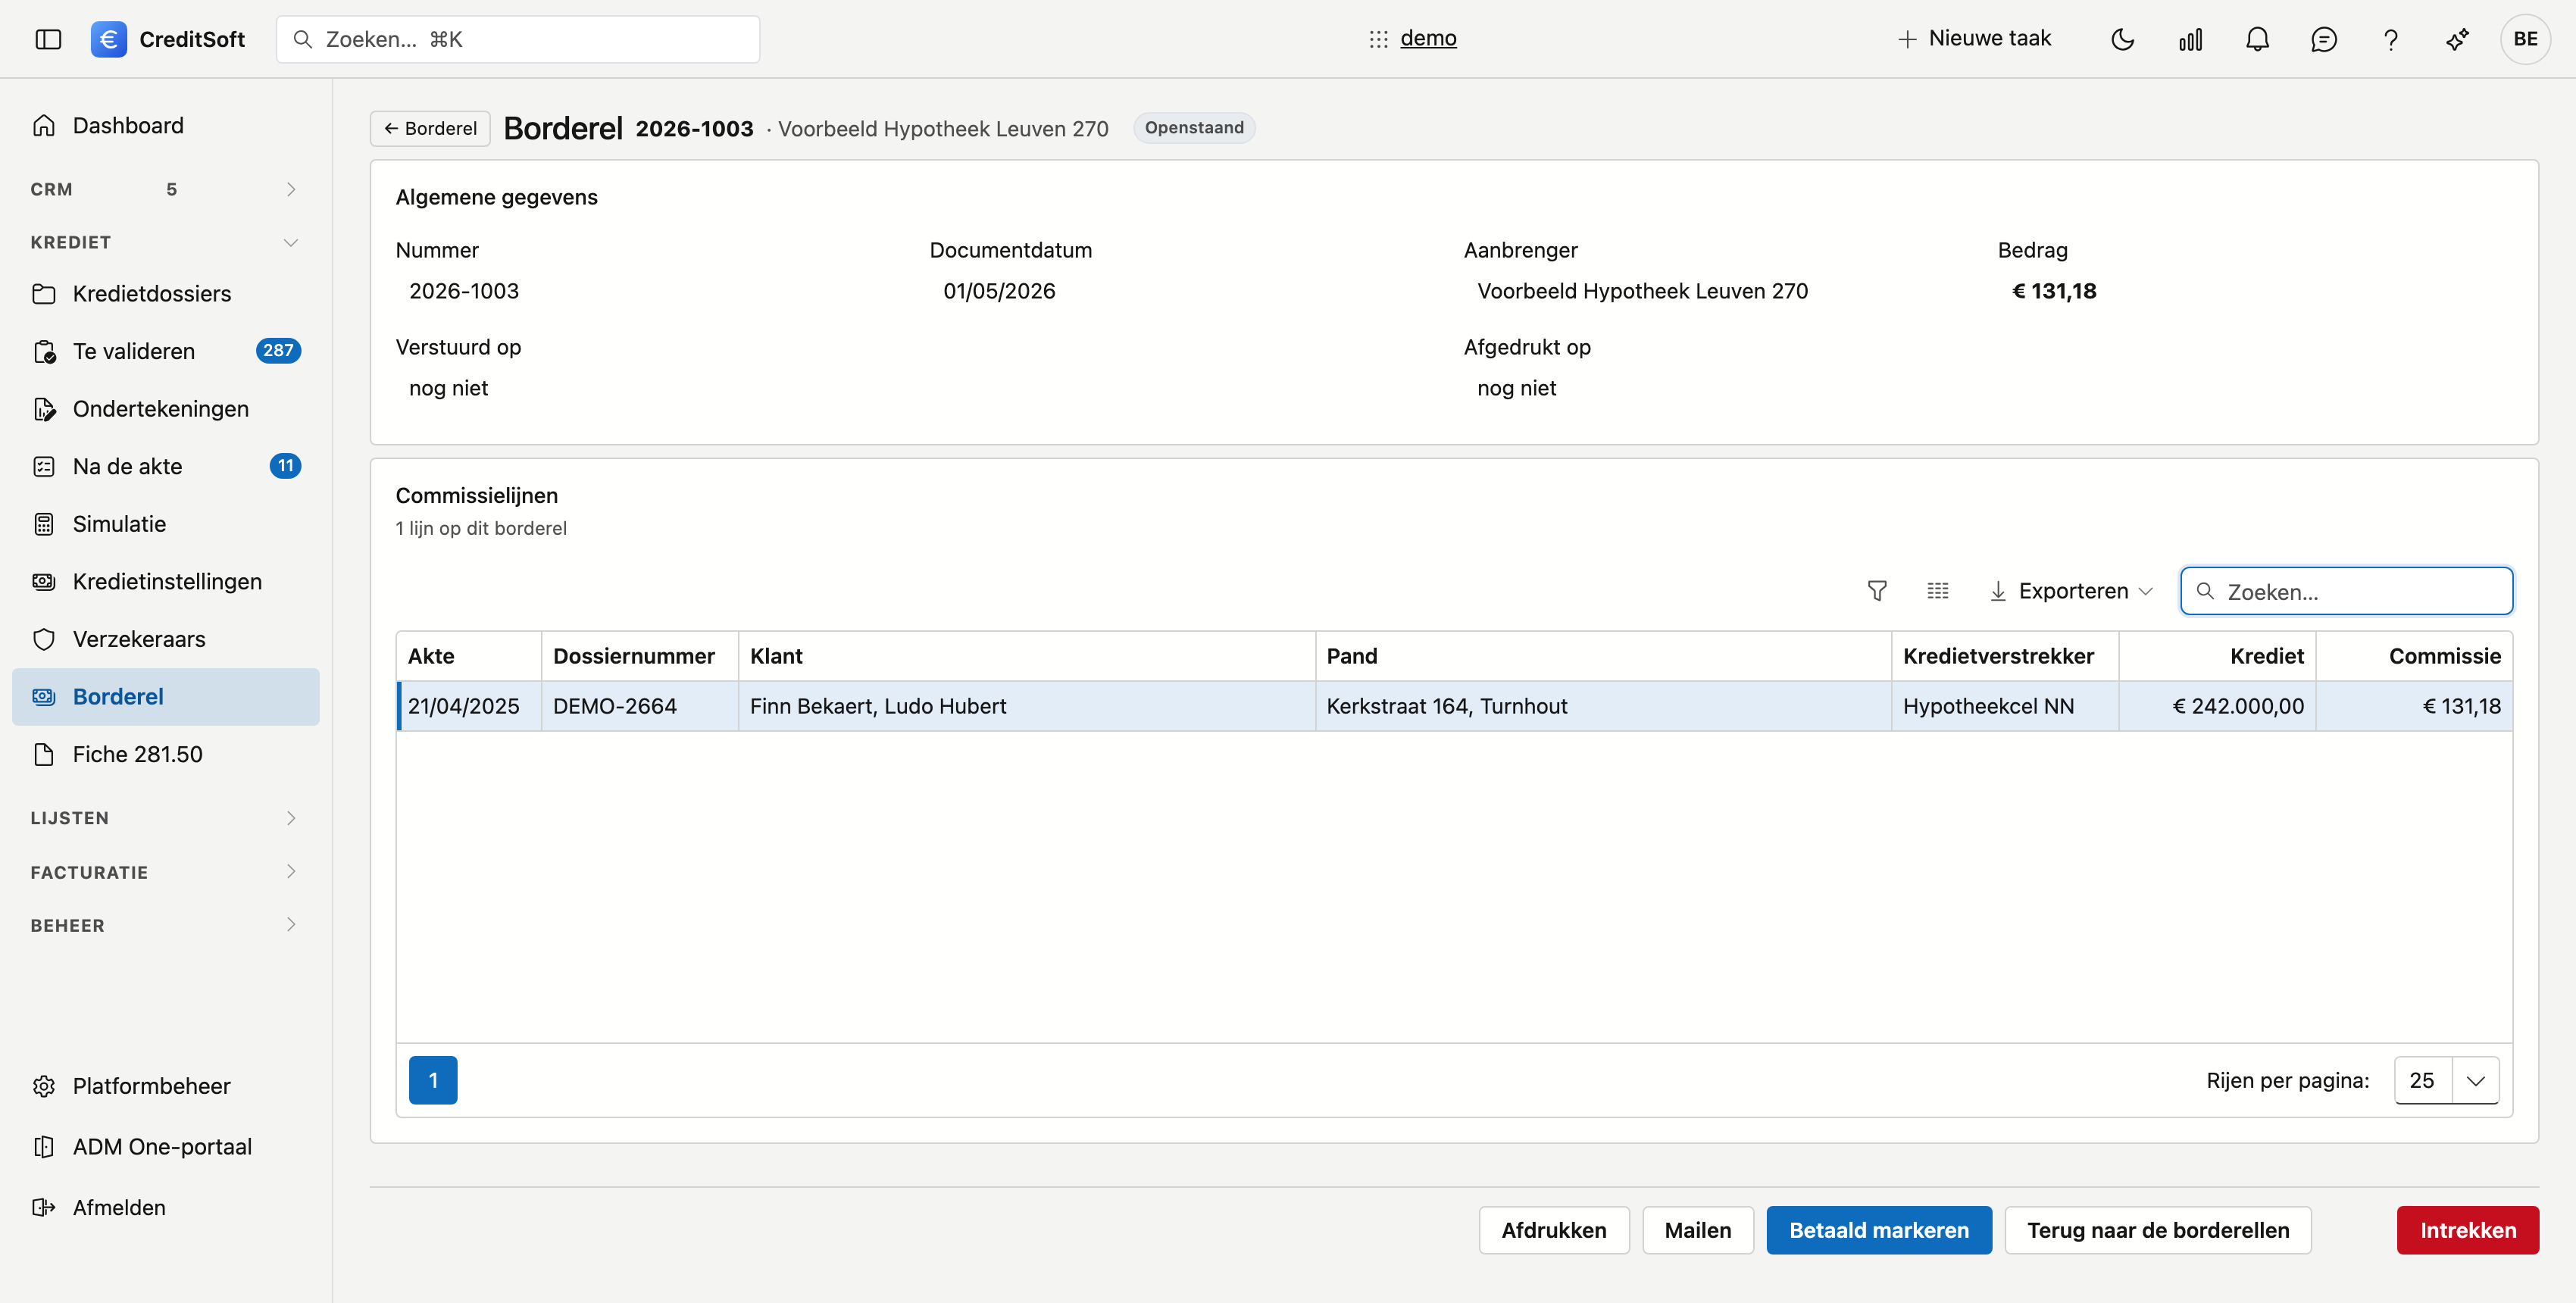 CreditSoft
Zoeken... ⌘K
demo
Nieuwe taak
BE
Dashboard
CRM 5
KREDIET
Kredietdossiers
Te valideren 287
Ondertekeningen
Na de akte 11
Simulatie
Kredietinstellingen
Verzekeraars
Borderel
Fiche 281.50
LIJSTEN
FACTURATIE
BEHEER
Platformbeheer
ADM One-portaal
Afmelden
← Borderel Borderel 2026-1003 · Voorbeeld Hypotheek Leuven 270 Openstaand
Algemene gegevens
Nummer Documentdatum Aanbrenger Bedrag
2026-1003 01/05/2026 Voorbeeld Hypotheek Leuven 270 € 131,18
Verstuurd op Afgedrukt op
nog niet nog niet
Commissielijnen
1 lijn op dit borderel
Exporteren Zoeken...
Akte Dossiernummer Klant Pand Kredietverstrekker Krediet Commissie
21/04/2025 DEMO-2664 Finn Bekaert, Ludo Hubert Kerkstraat 164, Turnhout Hypotheekcel NN € 242.000,00 € 131,18
1 Rijen per pagina: 25
Afdrukken Mailen Betaald markeren Terug naar de borderellen Intrekken